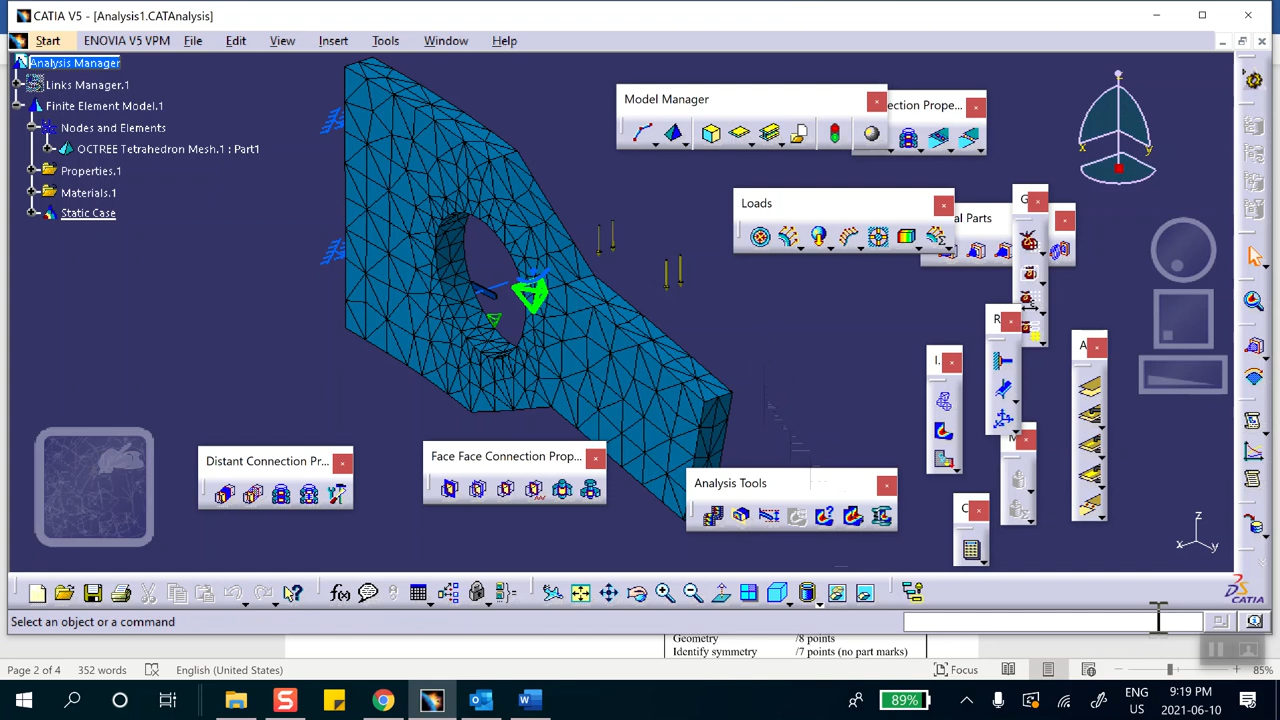 CATIA V5 - [Analysis1.CATAnalysis]
Start ENOVIA V5 VPM File Edit View Insert Tools Window Help
Analysis Manager
Links Manager.1
Finite Element Model.1
Nodes and Elements
OCTREE Tetrahedron Mesh.1 : Part1
Properties.1
Materials.1
Static Case
Model Manager
ection Prope...
Loads
al Parts
G
R
A
I.
Distant Connection Pr...
Face Face Connection Prop...
Analysis Tools
M
C
z
x y
f(x)
CATIA
Select an object or a command
Geometry /8 points
Identify symmetry /7 points (no part marks)
Page 2 of 4 352 words English (United States) Focus 85%
89% ENG 9:19 PM
US 2021-06-10